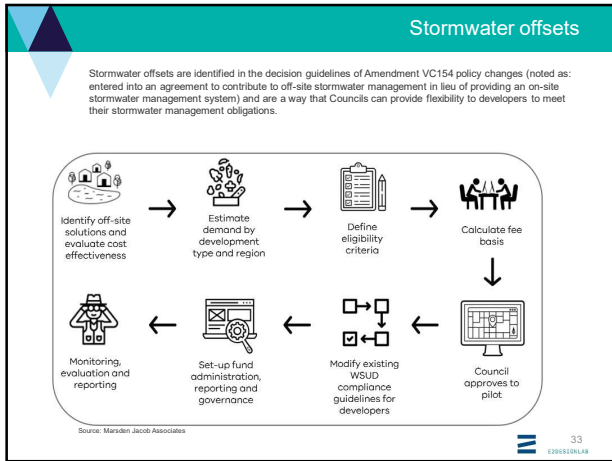 Stormwater offsets
Stormwater offsets are identified in the decision guidelines of Amendment VC154 policy changes (noted as:
entered into an agreement to contribute to off-site stormwater management in lieu of providing an on-site
stormwater management system) and are a way that Councils can provide flexibility to developers to meet
their stormwater management obligations.
Identify off-site
solutions and
evaluate cost
effectiveness
Estimate
demand by
development
type and region
Define
eligibility
criteria
Calculate fee
basis
Council
approves to
pilot
Modify existing
WSUD
compliance
guidelines for
developers
Set-up fund
administration,
reporting and
governance
Monitoring,
evaluation and
reporting
Source: Marsden Jacob Associates
33
E2DESIGNLAB